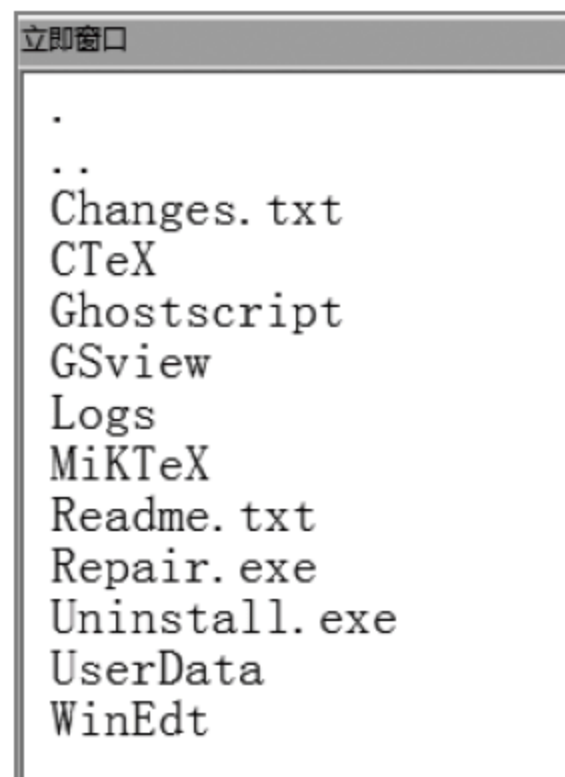 立即窗口
.
..
Changes.txt
CTeX
Ghostscript
GSview
Logs
MiKTeX
Readme.txt
Repair.exe
Uninstall.exe
UserData
WinEdt